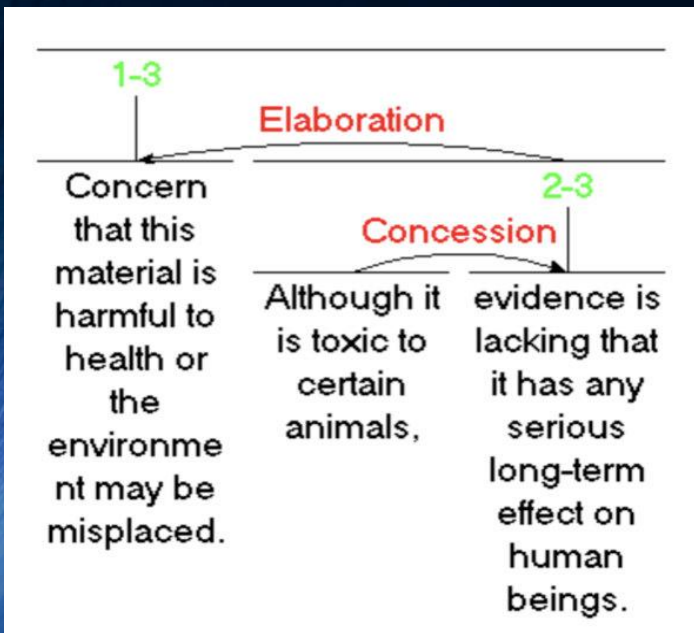 1-3
Elaboration
Concern
that this
material is
harmful to
health or
the
environme
nt may be
misplaced.
2-3
Concession
Although it
is toxic to
certain
animals,
evidence is
lacking that
it has any
serious
long-term
effect on
human
beings.